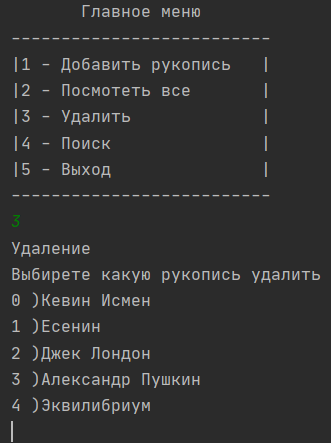 Главное меню
---------------------------
|1 - Добавить рукопись   |
|2 - Посмотеть все       |
|3 - Удалить             |
|4 - Поиск               |
|5 - Выход               |
---------------------------
3
Удаление
Выбирете какую рукопись удалить
0 )Кевин Исмен
1 )Есенин
2 )Джек Лондон
3 )Александр Пушкин
4 )Эквилибриум